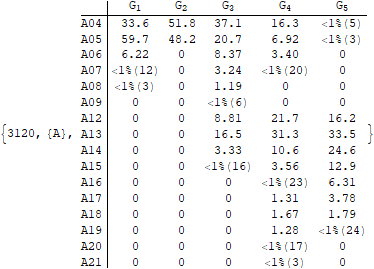 G1 G2 G3 G4 G5
A04 33.6 51.8 37.1 16.3 <1%(5)
A05 59.7 48.2 20.7 6.92 <1%(3)
A06 6.22 0 8.37 3.40 0
A07 <1%(12) 0 3.24 <1%(20) 0
A08 <1%(3) 0 1.19 0 0
A09 0 0 <1%(6) 0 0
A12 0 0 8.81 21.7 16.2
{3120, {A}, A13 0 0 16.5 31.3 33.5 }
A14 0 0 3.33 10.6 24.6
A15 0 0 <1%(16) 3.56 12.9
A16 0 0 0 <1%(23) 6.31
A17 0 0 0 1.31 3.78
A18 0 0 0 1.67 1.79
A19 0 0 0 1.28 <1%(24)
A20 0 0 0 <1%(17) 0
A21 0 0 0 <1%(3) 0